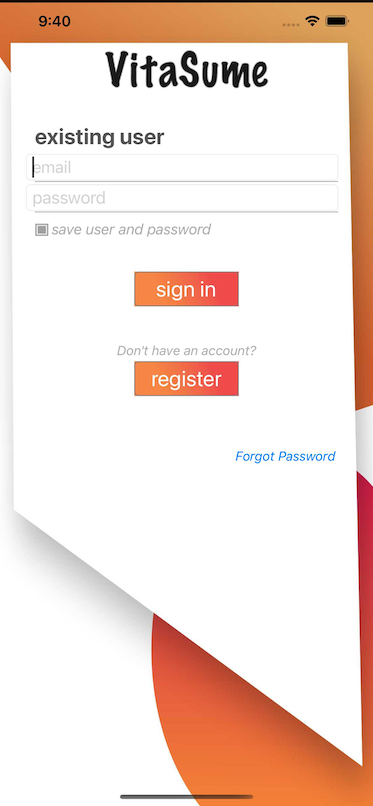 9:40
VitaSume
existing user
email
password
save user and password
sign in
Don't have an account?
register
Forgot Password